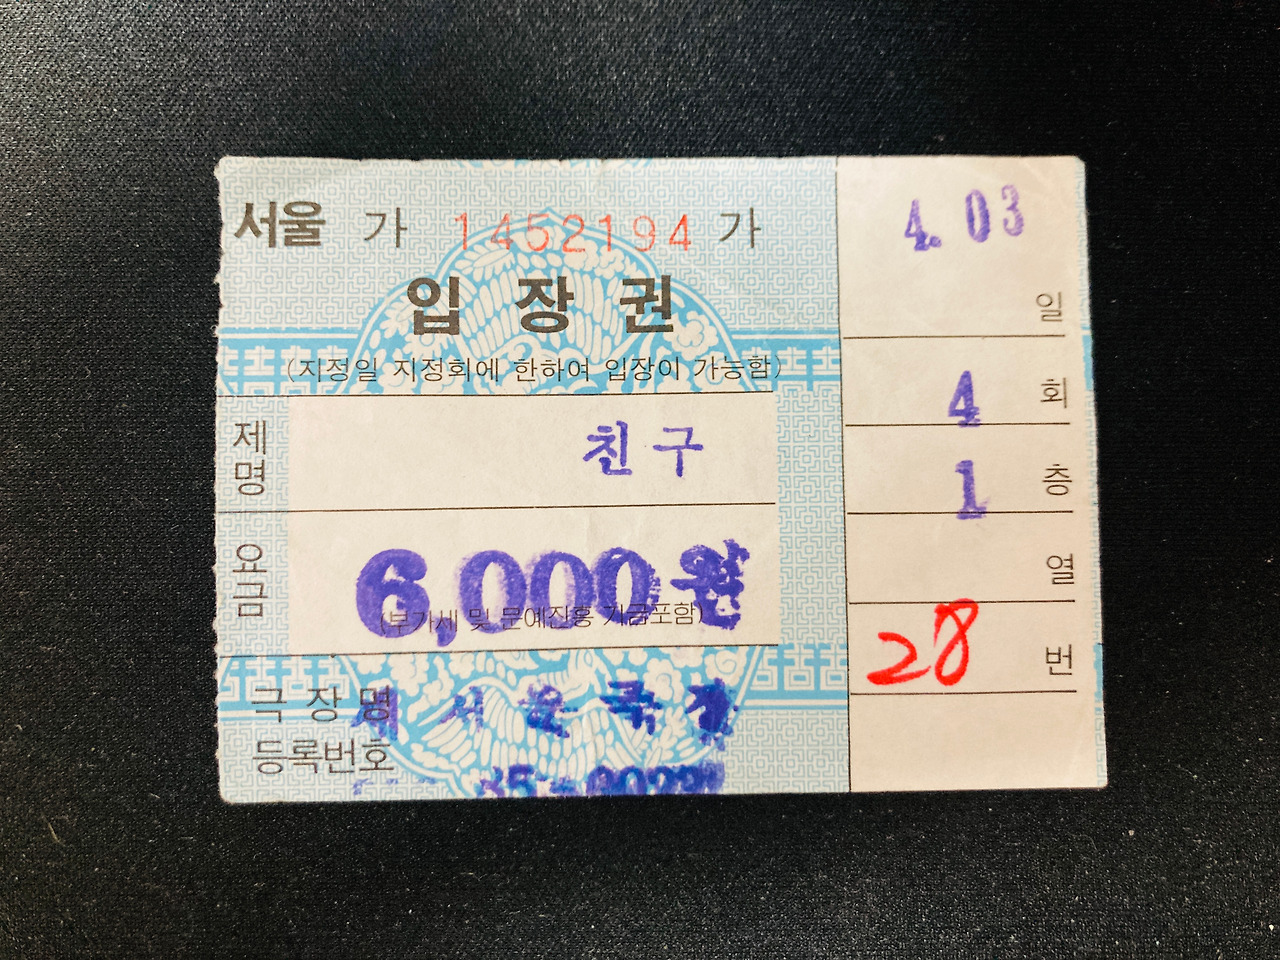 서울 가 1452194 가
입장권
(지정일 지정회에 한하여 입장이 가능함)
제명 친구
요금 6,000원
(부가세 및 문예진흥 기금포함)
극장명 서울극장
등록번호
4.03
일
4 회
1 층
열
28 번